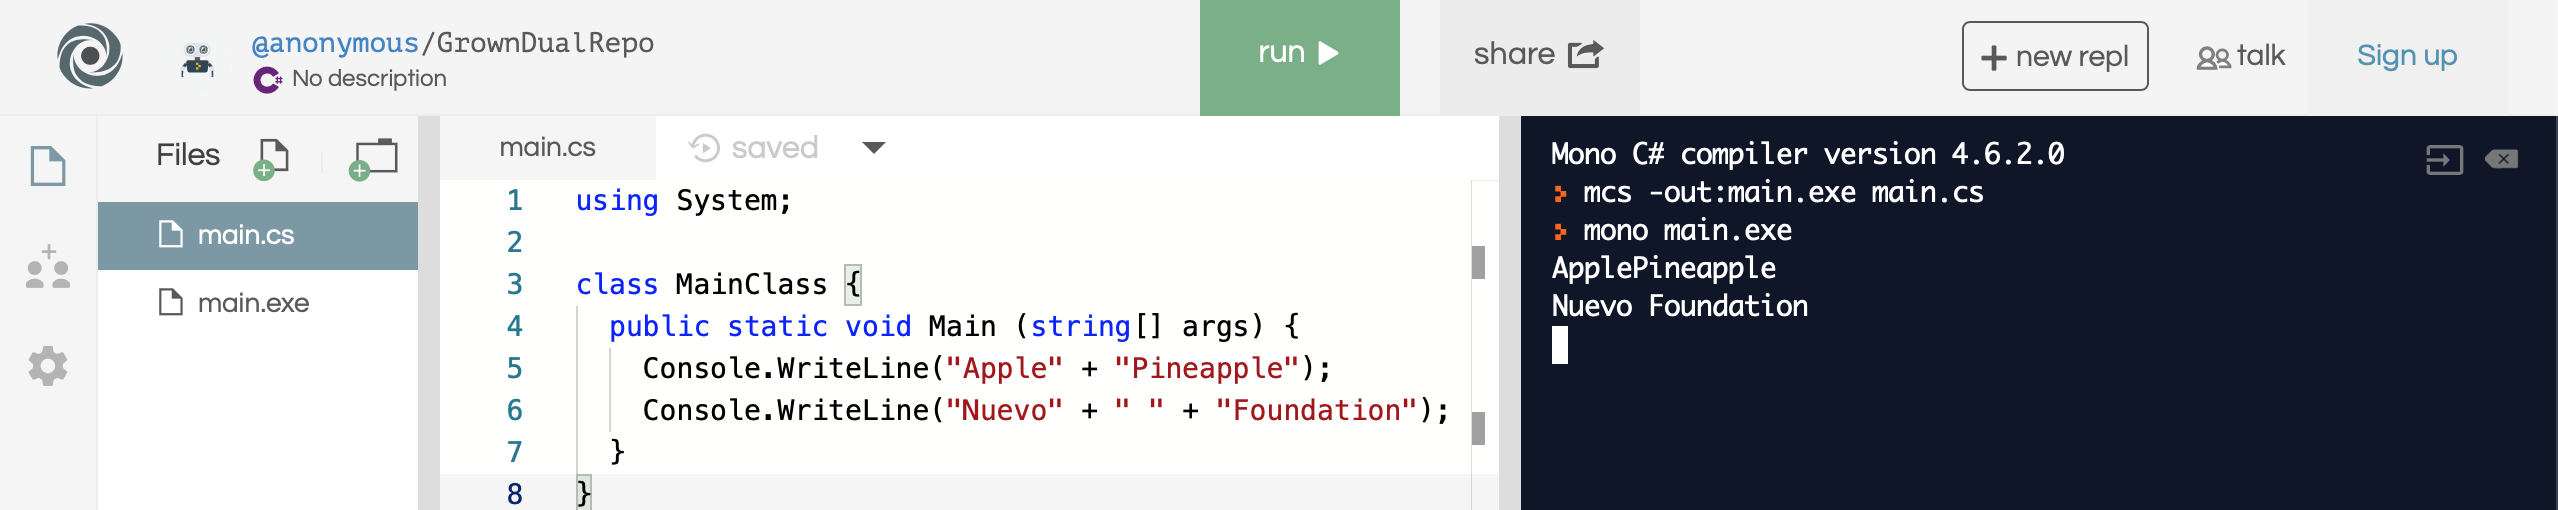 @anonymous/GrownDualRepo
C# No description
run
share
+ new repl
talk
Sign up
Files
main.cs
main.exe
main.cs
saved
1 using System;
2
3 class MainClass {
4 public static void Main (string[] args) {
5 Console.WriteLine("Apple" + "Pineapple");
6 Console.WriteLine("Nuevo" + " " + "Foundation");
7 }
8 }
Mono C# compiler version 4.6.2.0
mcs -out:main.exe main.cs
mono main.exe
ApplePineapple
Nuevo Foundation